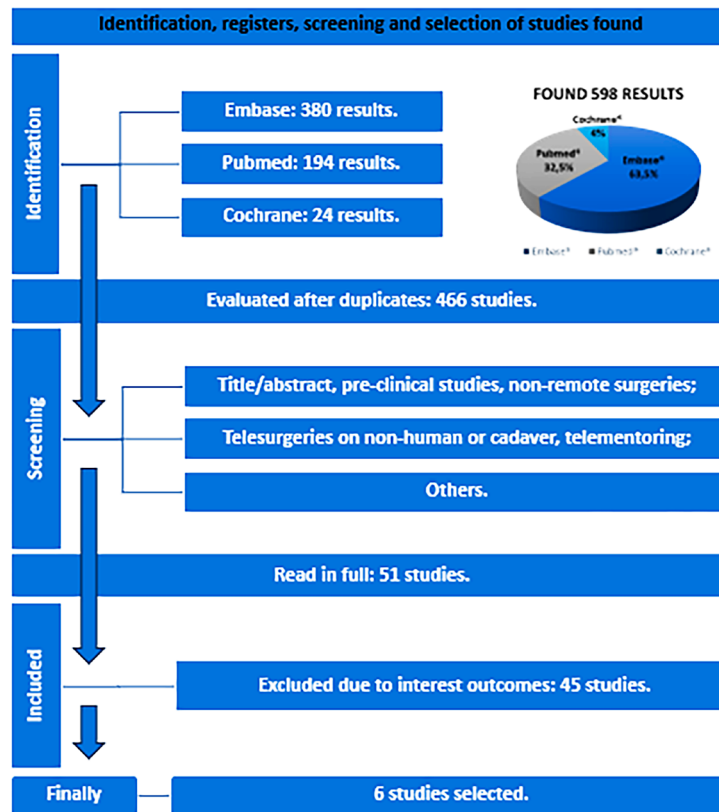 Identification, registers, screening and selection of studies found
Identification
Embase: 380 results.
Pubmed: 194 results.
Cochrane: 24 results.
FOUND 598 RESULTS
Cochrane*
4%
Pubmed*
32,5%
Embase*
63,5%
Embase* Pubmed* Cochrane*
Evaluated after duplicates: 466 studies.
Screening
Title/abstract, pre-clinical studies, non-remote surgeries;
Telesurgeries on non-human or cadaver, telementoring;
Others.
Read in full: 51 studies.
Included
Excluded due to interest outcomes: 45 studies.
Finally
6 studies selected.